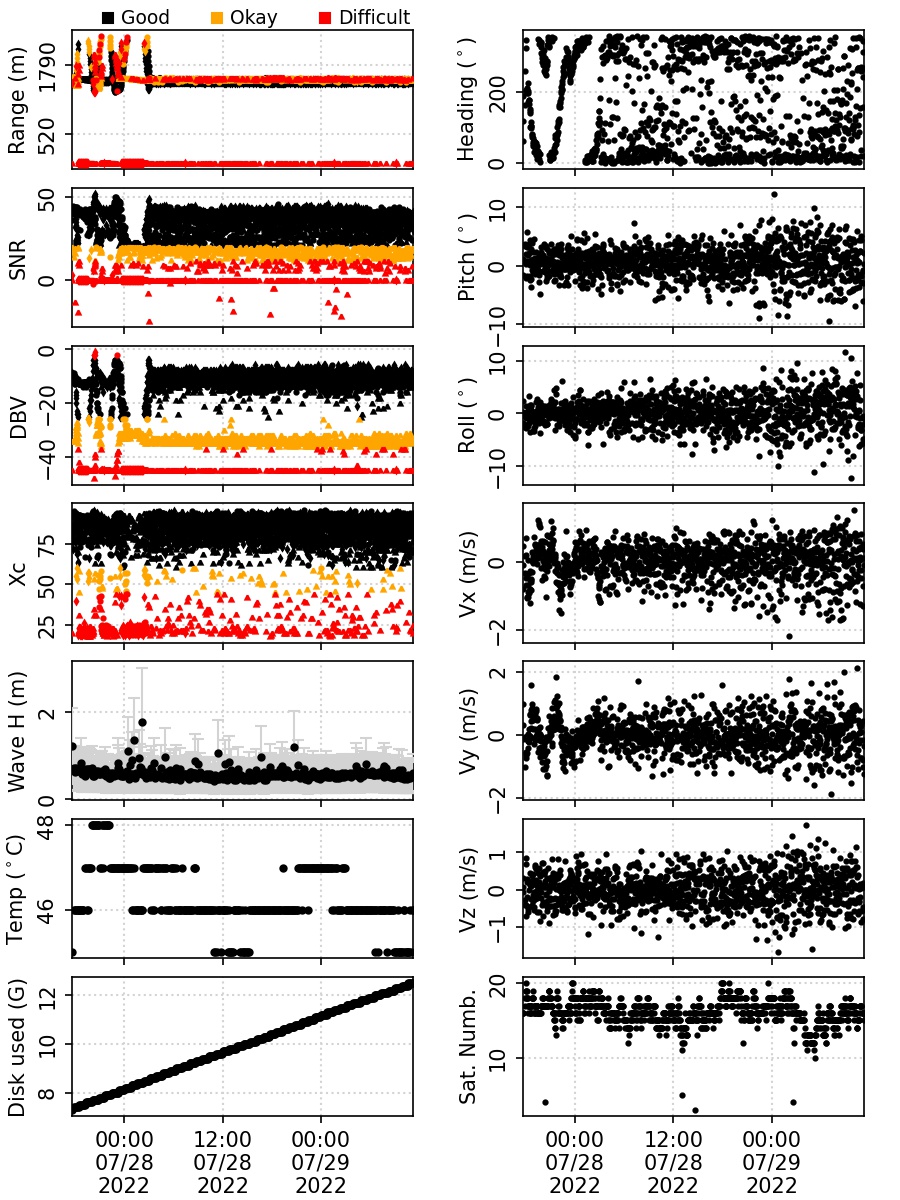 Good Okay Difficult
Range (m)
1790
520
Heading (°)
200
0
SNR
50
0
Pitch (°)
10
0
−10
DBV
0
−20
−40
Roll (°)
10
0
−10
Xc
75
50
25
Vx (m/s)
0
−2
Wave H (m)
2
0
Vy (m/s)
2
0
−2
Temp (°C)
48
46
Vz (m/s)
1
0
−1
Disk used (G)
12
10
8
Sat. Numb.
20
10
00:00 12:00 00:00
07/28 07/28 07/29
2022 2022 2022
00:00 12:00 00:00
07/28 07/28 07/29
2022 2022 2022